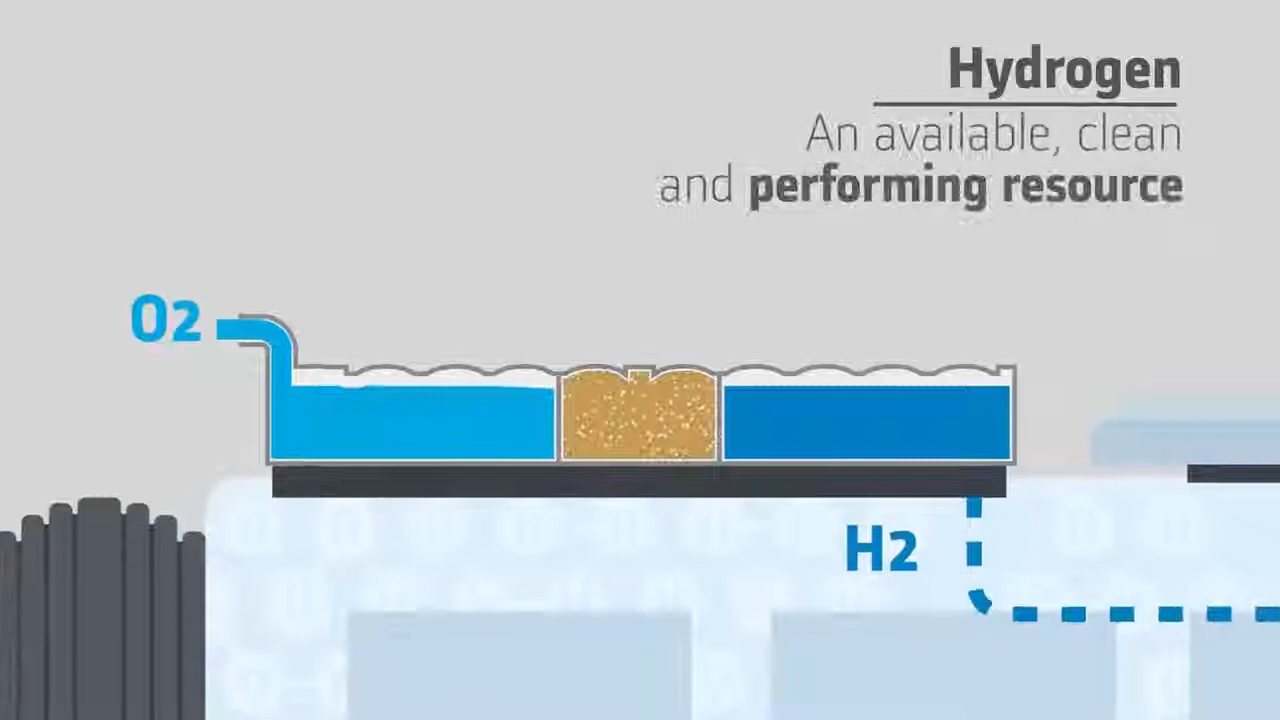 Hydrogen
An available, clean
and performing resource
O2
H2